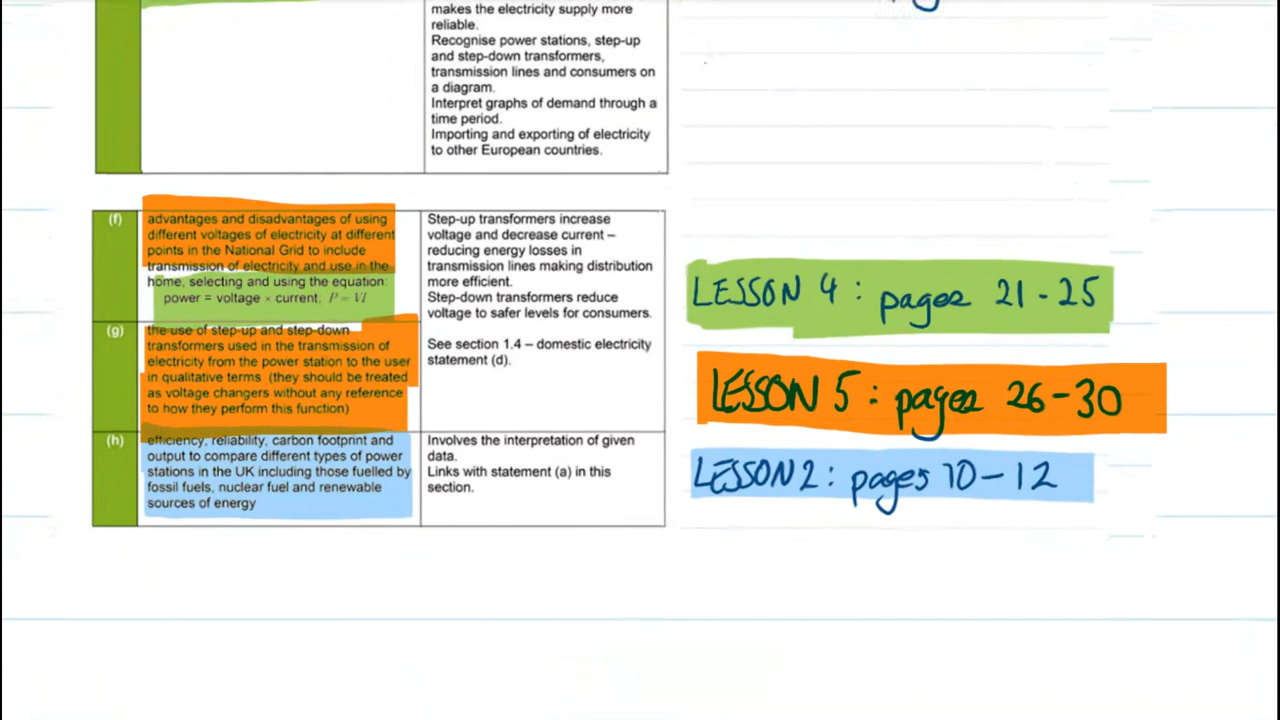 makes the electricity supply more
reliable.
Recognise power stations, step-up
and step-down transformers,
transmission lines and consumers on
a diagram.
Interpret graphs of demand through a
time period.
Importing and exporting of electricity
to other European countries.
(f)
advantages and disadvantages of using
different voltages of electricity at different
points in the National Grid to include
transmission of electricity and use in the
home, selecting and using the equation:
power = voltage × current, P = VI
Step-up transformers increase
voltage and decrease current –
reducing energy losses in
transmission lines making distribution
more efficient.
Step-down transformers reduce
voltage to safer levels for consumers.
See section 1.4 – domestic electricity
statement (d).
(g)
the use of step-up and step-down
transformers used in the transmission of
electricity from the power station to the user
in qualitative terms (they should be treated
as voltage changers without any reference
to how they perform this function)
(h)
efficiency, reliability, carbon footprint and
output to compare different types of power
stations in the UK including those fuelled by
fossil fuels, nuclear fuel and renewable
sources of energy
Involves the interpretation of given
data.
Links with statement (a) in this
section.
LESSON 4 : pages 21 - 25
LESSON 5 : pages 26 - 30
LESSON 2 : pages 10 - 12